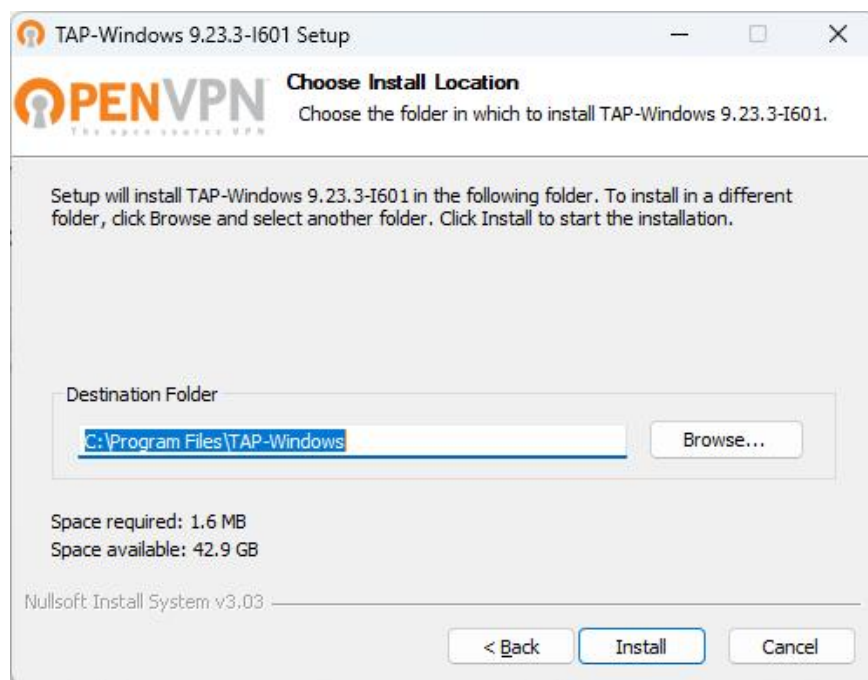 TAP-Windows 9.23.3-I601 Setup
OPENVPN
The open source VPN
Choose Install Location
Choose the folder in which to install TAP-Windows 9.23.3-I601.
Setup will install TAP-Windows 9.23.3-I601 in the following folder. To install in a different
folder, click Browse and select another folder. Click Install to start the installation.
Destination Folder
C:\Program Files\TAP-Windows
Browse...
Space required: 1.6 MB
Space available: 42.9 GB
Nullsoft Install System v3.03
< Back
Install
Cancel